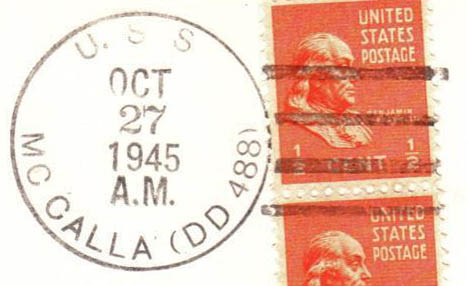 U. S. S
MC CALLA (DD 488)
OCT
27
1945
A.M.
UNITED
STATES
POSTAGE
BENJAMIN
1/2 CENT 1/2
UNITED
STATES
POSTAGE